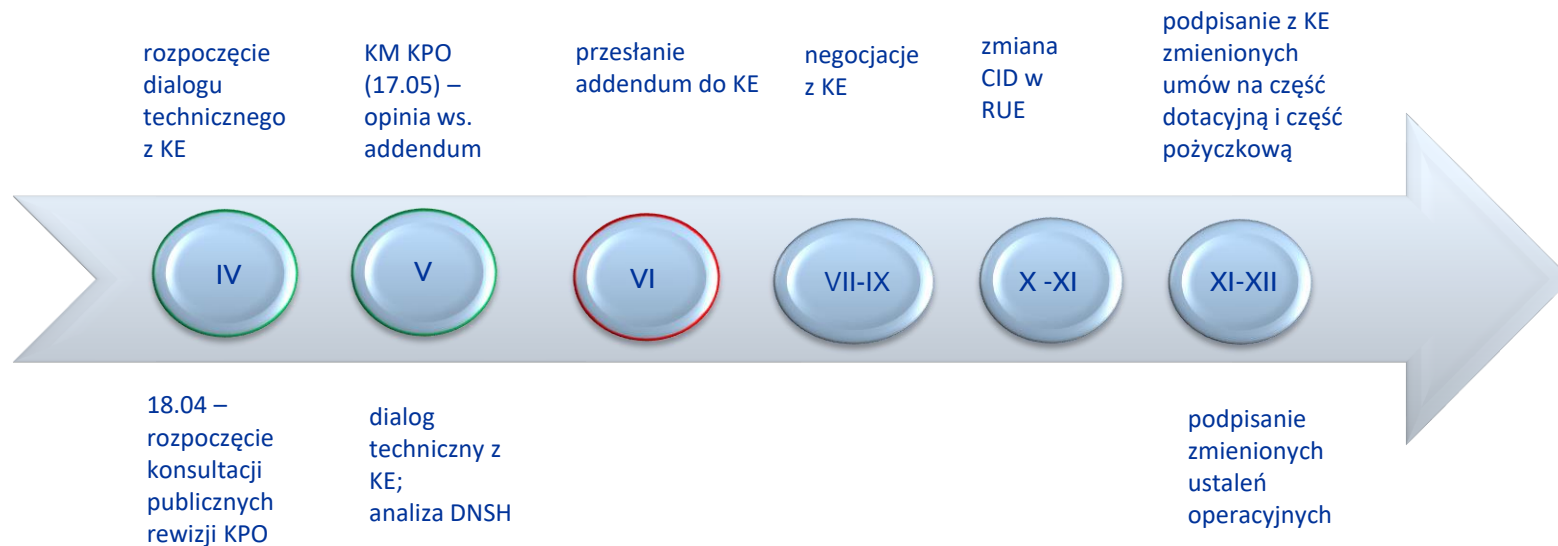 rozpoczęcie
dialogu
technicznego
z KE
KM KPO
(17.05) –
opinia ws.
addendum
przesłanie
addendum do KE
negocjacje
z KE
zmiana
CID w
RUE
podpisanie z KE
zmienionych
umów na część
dotacyjną i część
pożyczkową
IV
V
VI
VII-IX
X -XI
XI-XII
18.04 –
rozpoczęcie
konsultacji
publicznych
rewizji KPO
dialog
techniczny z
KE;
analiza DNSH
podpisanie
zmienionych
ustaleń
operacyjnych